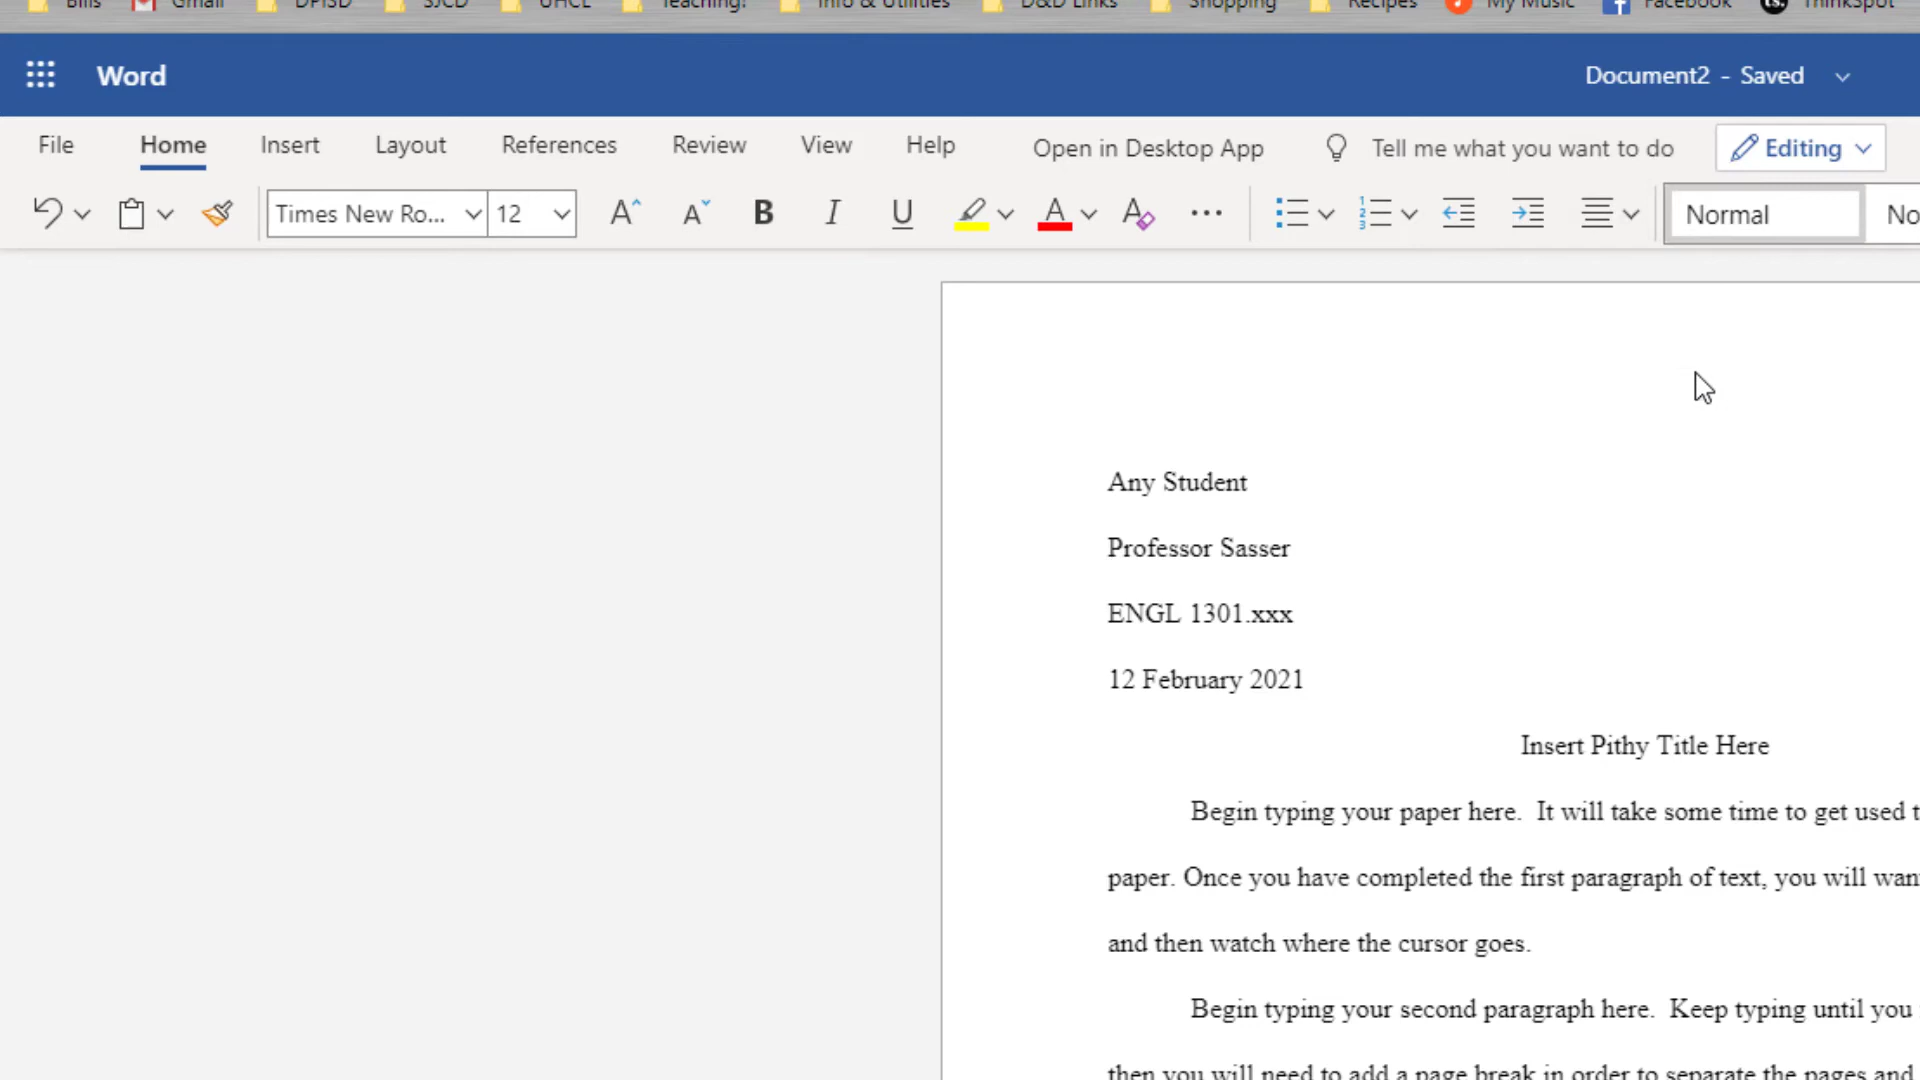 Bills Gmail DPISD SJCD UHCL Teaching! Info & Utilities D&D Links Shopping Recipes My Music Facebook ThinkSpot
Word Document2 - Saved
File Home Insert Layout References Review View Help Open in Desktop App Tell me what you want to do Editing
Times New Ro... 12 B I U Normal No
Any Student
Professor Sasser
ENGL 1301.xxx
12 February 2021
Insert Pithy Title Here
Begin typing your paper here.  It will take some time to get used
paper. Once you have completed the first paragraph of text, you will want
and then watch where the cursor goes.
Begin typing your second paragraph here.  Keep typing until you
then you will need to add a page break in order to separate the pages and